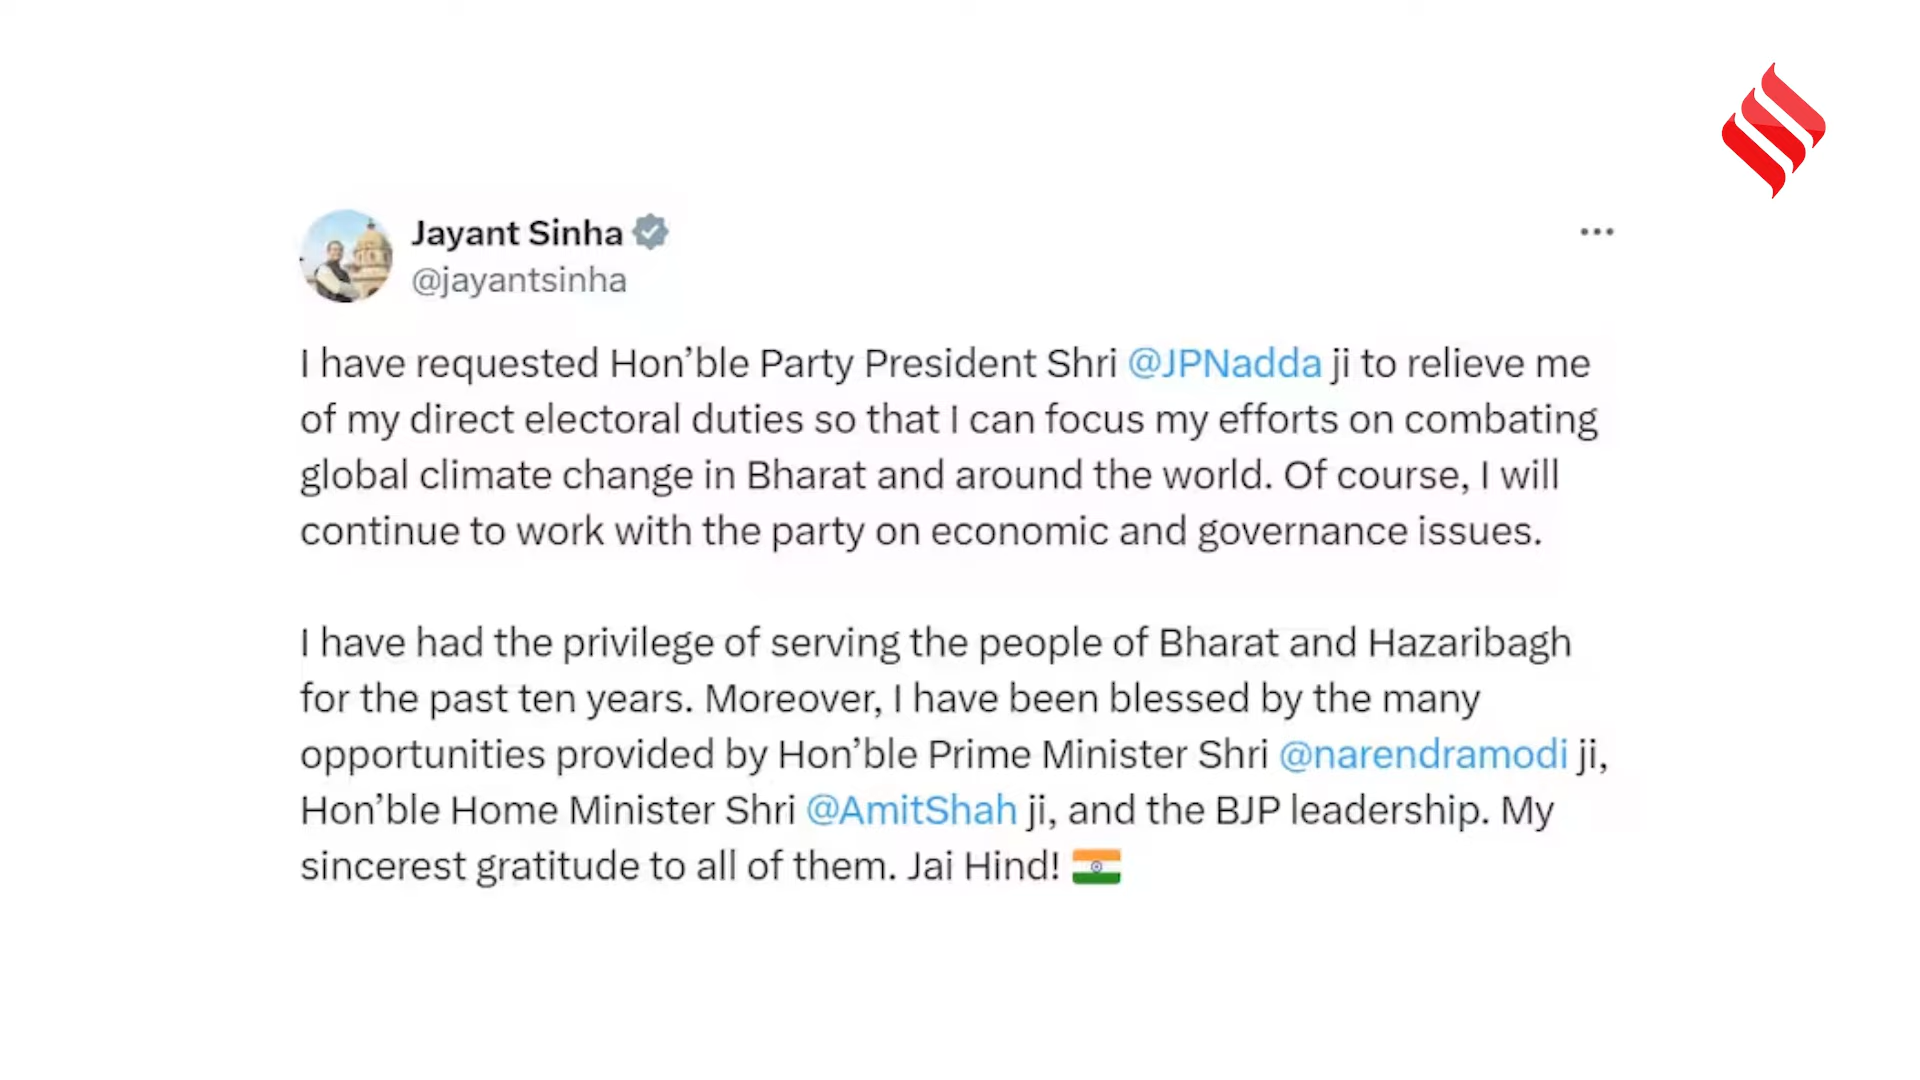 Jayant Sinha
@jayantsinha
I have requested Hon’ble Party President Shri @JPNadda ji to relieve me
of my direct electoral duties so that I can focus my efforts on combating
global climate change in Bharat and around the world. Of course, I will
continue to work with the party on economic and governance issues.
I have had the privilege of serving the people of Bharat and Hazaribagh
for the past ten years. Moreover, I have been blessed by the many
opportunities provided by Hon’ble Prime Minister Shri @narendramodi ji,
Hon’ble Home Minister Shri @AmitShah ji, and the BJP leadership. My
sincerest gratitude to all of them. Jai Hind!